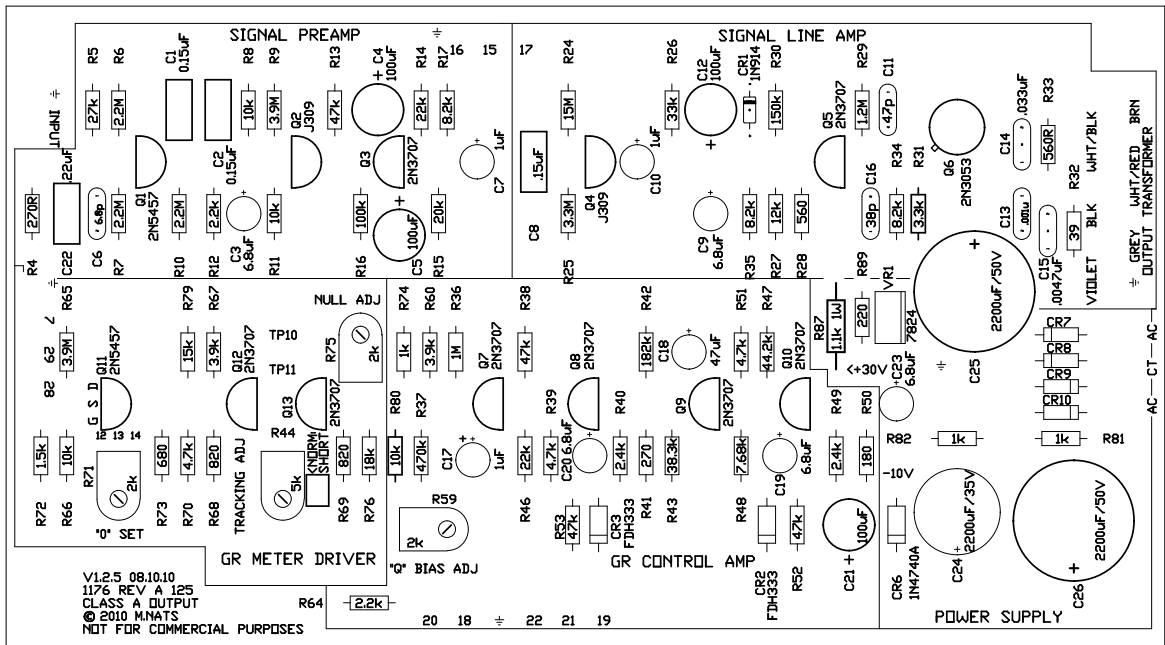 SIGNAL PREAMP
16 15 17
SIGNAL LINE AMP
R5 R6 C1 0.15uF R8 R9 R13 C4 100uF R14 R17 R24 R26 C12 100uF CR1 1N914 R30 R29 C11 .033uF R33
INPUT 27k 2.2M 10k 3.9M 47k 22k 8.2k 15M 33k 150k 1.2M 47p C14 560R
WHT/BLK BRN
.22uF Q1 2N5457 C2 0.15uF Q2 J309 Q3 2N3707 1uF C7 .15uF Q4 J309 1uF C10 Q5 2N3707 C16 R34 R31 Q6 2N3053 R32
270R 6.8p 2.2M 2.2M 2.2k 10k 100k 100uF 20k 3.3M 8.2k 12k 560 38p 8.2k 3.3k C13 .001u 39 BLK
GREY WHT/RED
OUTPUT TRANSFORMER
R4 C22 C6 R7 R10 R12 C3 6.8uF R11 R16 C5 R15 C8 R25 C9 6.8uF R35 R27 R28 R89 2200uF/50V C15 .0047uF VIOLET
7 29 28
R65 R79 R67 NULL ADJ R74 R60 R36 R38 R42 R51 R47 R87 1.1k 1W 220 VR1 7824 C25
3.9M Q11 2N5457 15k 3.9k Q12 2N3707 TP10 R75 2k 1k 3.9k 1M Q7 2N3707 47k Q8 2N3707 182k C18 47uF 4.7k 44.2k Q10 2N3707
CR7
CR8
CR9
CR10
AC CT AC
TP11
<+30V C23 6.8uF
G S D
12 13 14
Q13 2N3707 R80 R37 R39 R40 Q9 2N3707 R49 R50
R44
KNORM
SHORT
1.5k 10k R71 2k 680 4.7k 820 TRACKING ADJ 5k 820 18k 10k 470k C17 1uF 22k 4.7k C20 6.8uF 2.4k 270 38.3k 7.68k C19 6.8uF 2.4k 180 R82 1k 1k R81
-10V
R72 R66 "0" SET R73 R70 R68 R69 R76 R59 2k R46 R53 47k CR3 FDH333 R41 R43 R48 CR2 FDH333 47k R52 100uF C21 CR6 1N4740A 2200uF/35V C24 2200uF/50V C26
GR METER DRIVER
"Q" BIAS ADJ
GR CONTROL AMP
POWER SUPPLY
V1.2.5 08.10.10
1176 REV A 125
CLASS A OUTPUT
© 2010 M.NATS
NOT FOR COMMERCIAL PURPOSES
R64 2.2k
20 18 22 21 19